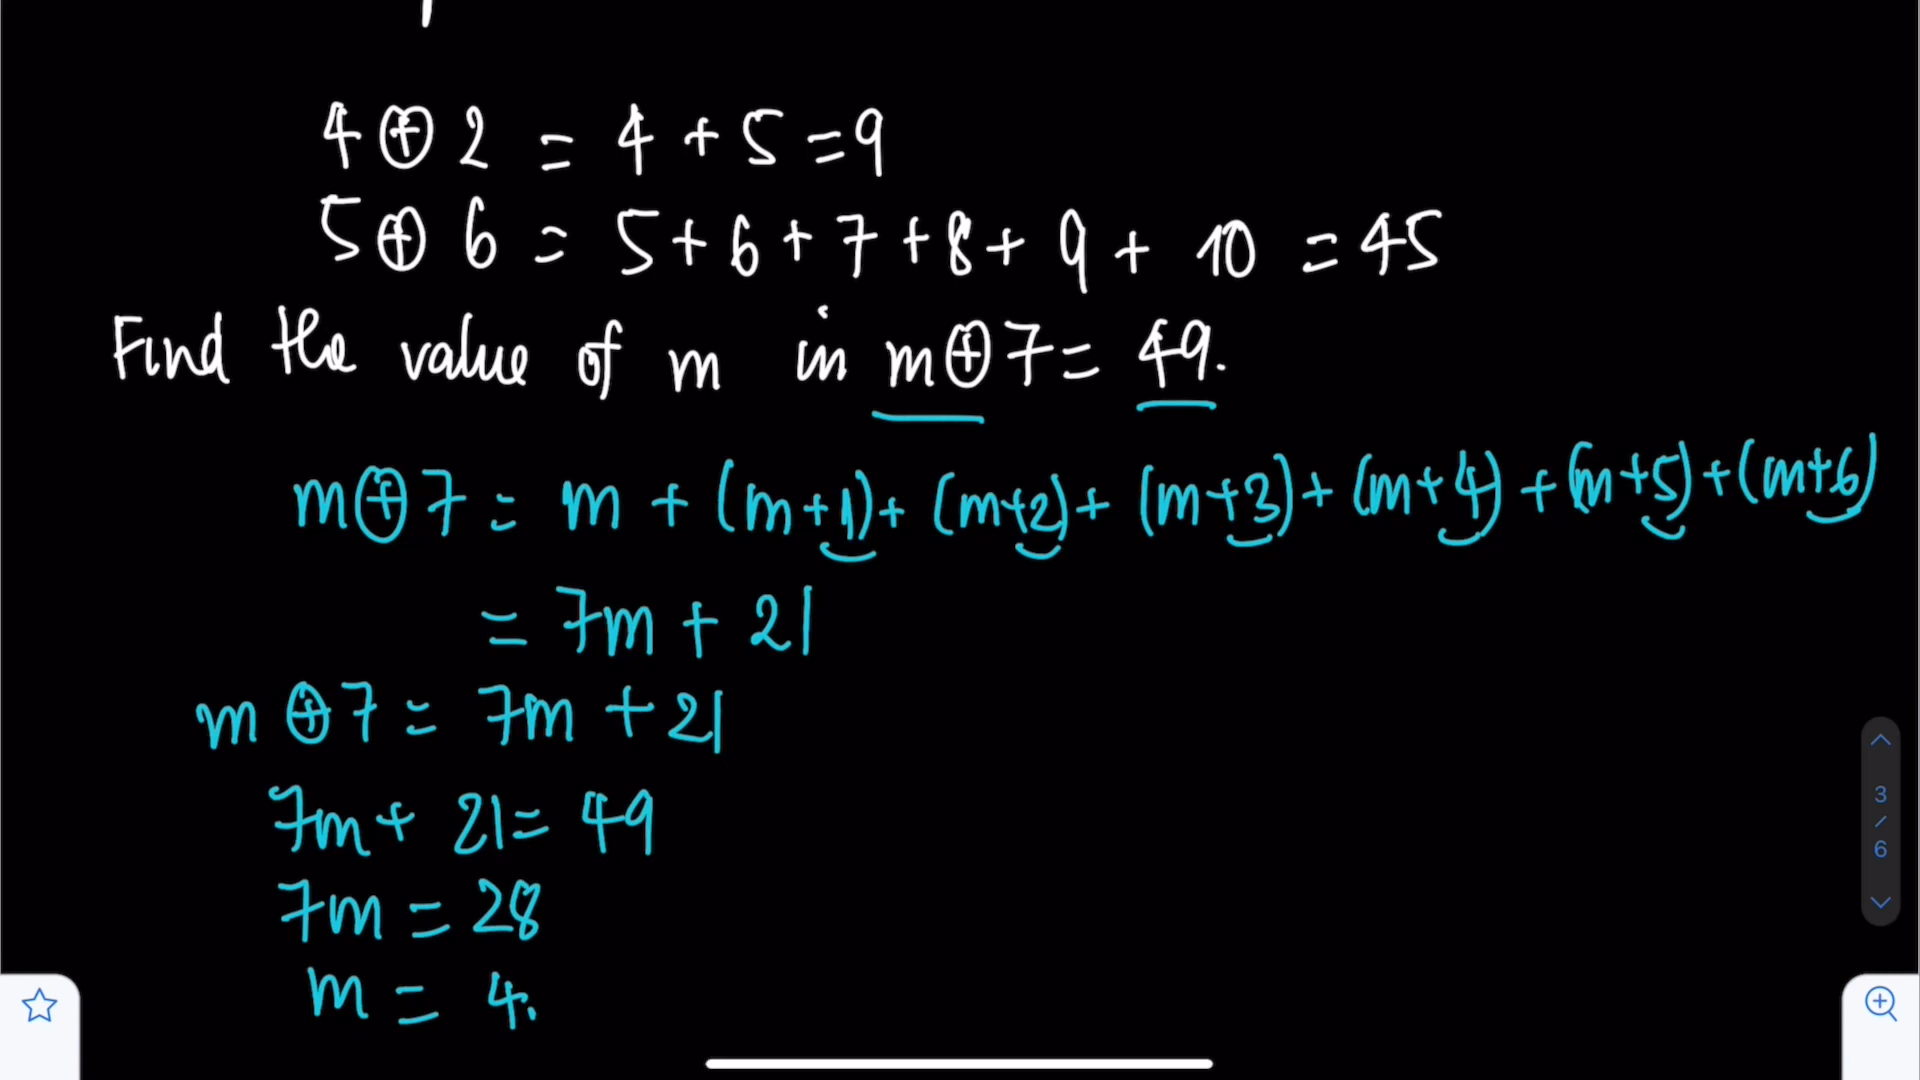 4 ⊕ 2 = 4 + 5 = 9
5 ⊕ 6 = 5 + 6 + 7 + 8 + 9 + 10 = 45
Find the value of m in m ⊕ 7 = 49.
m ⊕ 7 = m + (m+1) + (m+2) + (m+3) + (m+4) + (m+5) + (m+6)
= 7m + 21
m ⊕ 7 = 7m + 21
7m + 21 = 49
7m = 28
m = 4.
3
/
6